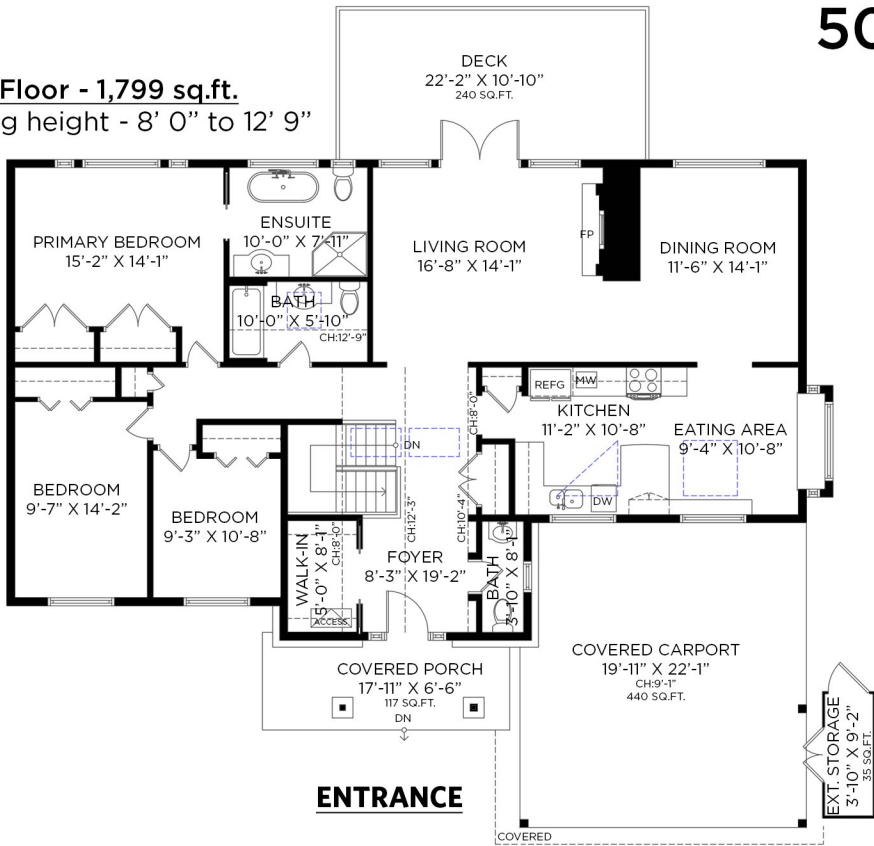 50
Floor - 1,799 sq.ft.
g height - 8' 0" to 12' 9"
DECK
22'-2" X 10'-10"
240 SQ.FT.
PRIMARY BEDROOM
15'-2" X 14'-1"
ENSUITE
10'-0" X 7'-11"
LIVING ROOM
16'-8" X 14'-1"
FP
DINING ROOM
11'-6" X 14'-1"
BATH
10'-0" X 5'-10"
CH:12'-9"
REFG
MW
KITCHEN
11'-2" X 10'-8"
EATING AREA
9'-4" X 10'-8"
DW
CH:8'-0"
DN
BEDROOM
9'-7" X 14'-2"
BEDROOM
9'-3" X 10'-8"
CH:12'-3"
CH:10'-4"
WALK-IN
5'-0" X 8'-1"
CH:8'-0"
ACCESS
FOYER
8'-3" X 19'-2"
BATH
3'-10" X 8'-1"
COVERED PORCH
17'-11" X 6'-6"
117 SQ.FT.
DN
COVERED CARPORT
19'-11" X 22'-1"
CH:9'-1"
440 SQ.FT.
EXT. STORAGE
3'-10" X 9'-2"
35 SQ.FT.
ENTRANCE
COVERED